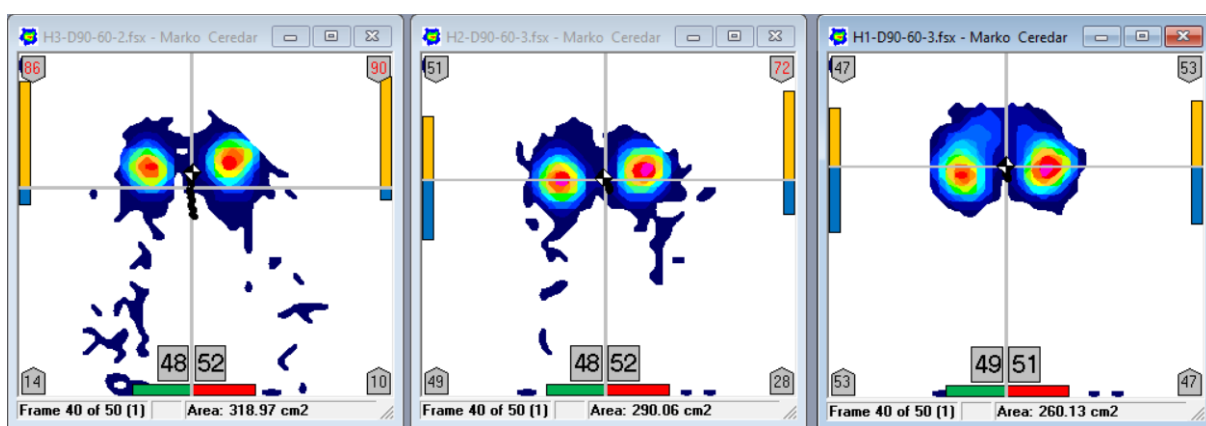 H3-D90-60-2.fsx - Marko Ceredar
86 90
48 52
14 10
Frame 40 of 50 (1) Area: 318.97 cm2
H2-D90-60-3.fsx - Marko Ceredar
51 72
48 52
49 28
Frame 40 of 50 (1) Area: 290.06 cm2
H1-D90-60-3.fsx - Marko Ceredar
47 53
49 51
53 47
Frame 40 of 50 (1) Area: 260.13 cm2